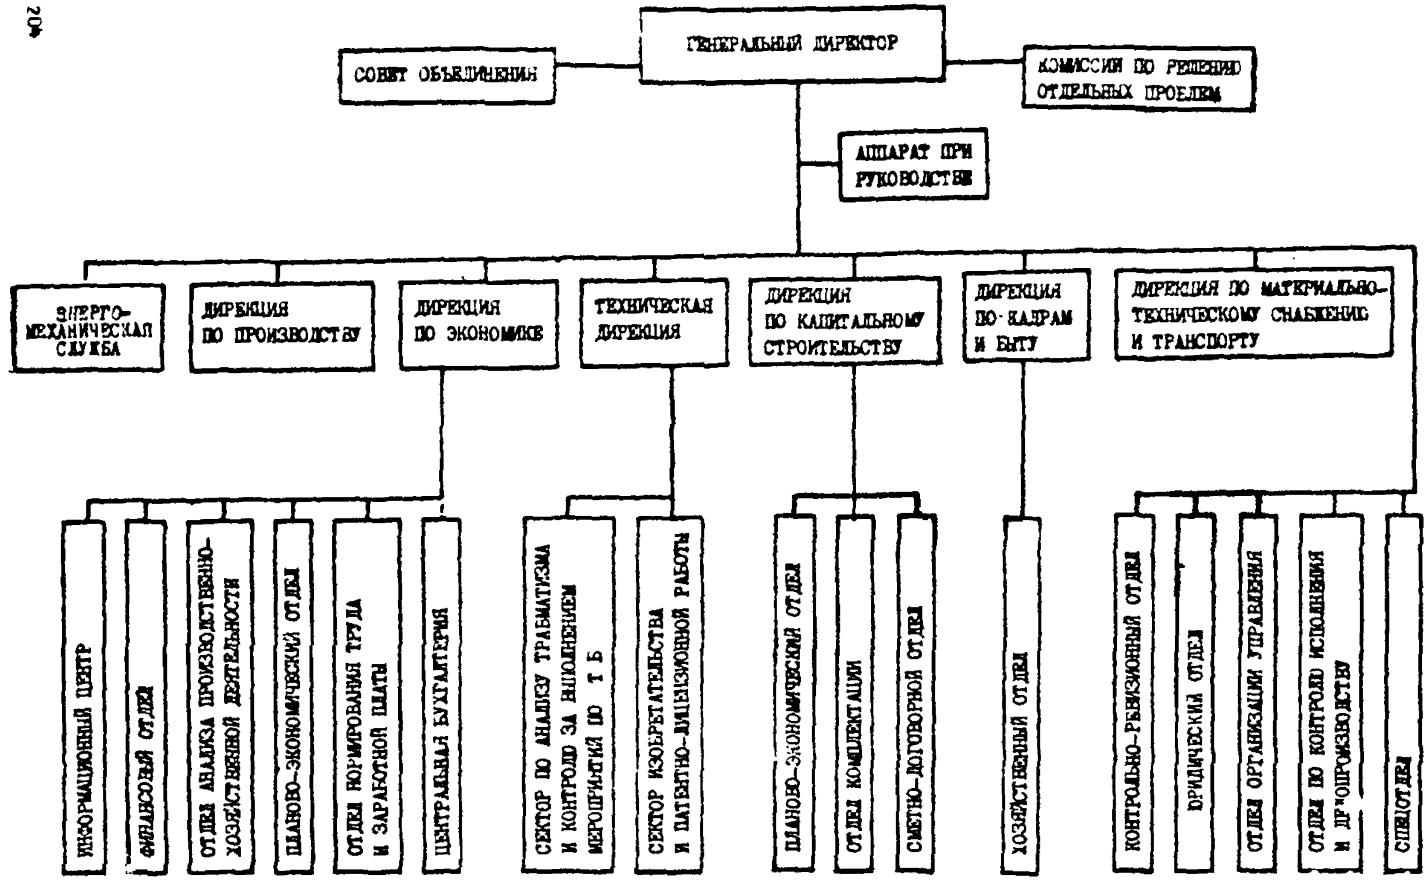 204
ГЕНЕРАЛЬНЫЙ ДИРЕКТОР
СОВЕТ ОБЪЕДИНЕНИЯ
КОМИССИИ ПО РЕШЕНИЮ
ОТДЕЛЬНЫХ ПРОБЛЕМ
АППАРАТ ПРИ
РУКОВОДСТВЕ
ЭНЕРГО-
МЕХАНИЧЕСКАЯ
СЛУЖБА
ДИРЕКЦИЯ
ПО ПРОИЗВОДСТВУ
ДИРЕКЦИЯ
ПО ЭКОНОМИКЕ
ТЕХНИЧЕСКАЯ
ДИРЕКЦИЯ
ДИРЕКЦИЯ
ПО КАПИТАЛЬНОМУ
СТРОИТЕЛЬСТВУ
ДИРЕКЦИЯ
ПО КАДРАМ
И БЫТУ
ДИРЕКЦИЯ ПО МАТЕРИАЛЬНО-
ТЕХНИЧЕСКОМУ СНАБЖЕНИЮ
И ТРАНСПОРТУ
ИНФОРМАЦИОННЫЙ ЦЕНТР
ФИНАНСОВЫЙ ОТДЕЛ
ОТДЕЛ АНАЛИЗА ПРОИЗВОДСТВЕННО-
ХОЗЯЙСТВЕННОЙ ДЕЯТЕЛЬНОСТИ
ПЛАНОВО-ЭКОНОМИЧЕСКИЙ ОТДЕЛ
ОТДЕЛ НОРМИРОВАНИЯ ТРУДА
И ЗАРАБОТНОЙ ПЛАТЫ
ЦЕНТРАЛЬНАЯ БУХГАЛТЕРИЯ
СЕКТОР ПО АНАЛИЗУ ТРАВМАТИЗМА
И КОНТРОЛЮ ЗА ВЫПОЛНЕНИЕМ
МЕРОПРИЯТИЙ ПО Т Б
СЕКТОР ИЗОБРЕТАТЕЛЬСТВА
И ПАТЕНТНО-ЛИЦЕНЗИОННОЙ РАБОТЫ
ПЛАНОВО-ЭКОНОМИЧЕСКИЙ ОТДЕЛ
ОТДЕЛ КОМПЛЕКТАЦИИ
СМЕТНО-ДОГОВОРНОЙ ОТДЕЛ
ХОЗЯЙСТВЕННЫЙ ОТДЕЛ
КОНТРОЛЬНО-РЕВИЗИОННЫЙ ОТДЕЛ
ЮРИДИЧЕСКИЙ ОТДЕЛ
ОТДЕЛ ОРГАНИЗАЦИИ УПРАВЛЕНИЯ
ОТДЕЛ ПО КОНТРОЛЮ ИСПОЛНЕНИЯ
И ДЕЛОПРОИЗВОДСТВУ
СПЕЦОТДЕЛ